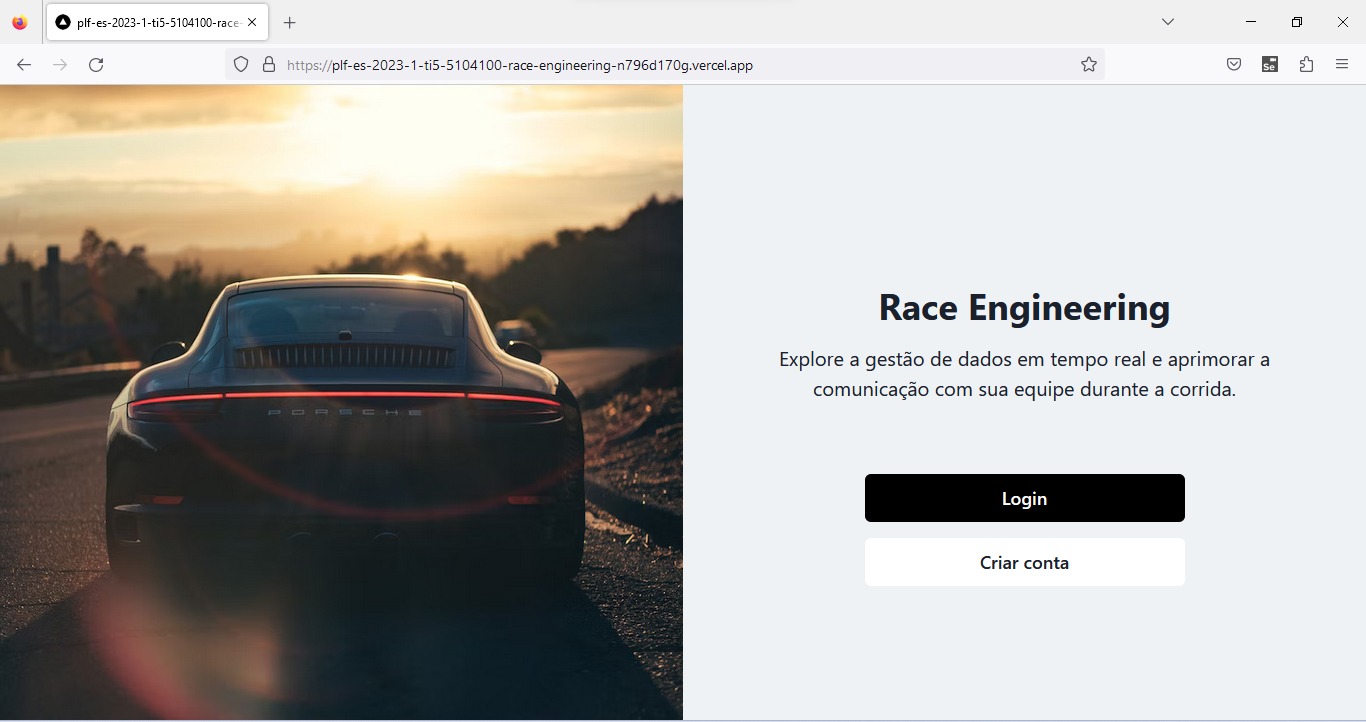 plf-es-2023-1-ti5-5104100-race-
https://plf-es-2023-1-ti5-5104100-race-engineering-n796d170g.vercel.app
Se
PORSCHE
Race Engineering
Explore a gestão de dados em tempo real e aprimorar a
comunicação com sua equipe durante a corrida.
Login
Criar conta